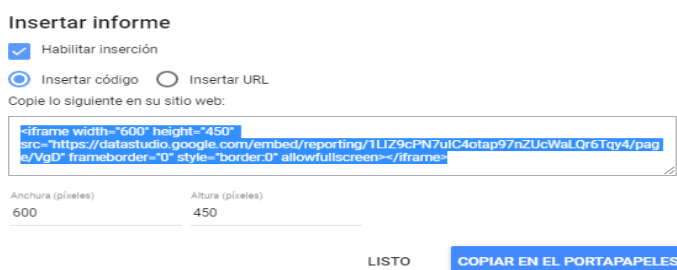 Insertar informe
Habilitar inserción
Insertar código Insertar URL
Copie lo siguiente en su sitio web:
<iframe width="600" height="450"
src="https://datastudio.google.com/embed/reporting/1LIZ9cPN7ulC4otap97nZUcWaLQr6Tqy4/pag
e/VgD" frameborder="0" style="border:0" allowfullscreen></iframe>
Anchura (píxeles) Altura (píxeles)
600 450
LISTO COPIAR EN EL PORTAPAPELES